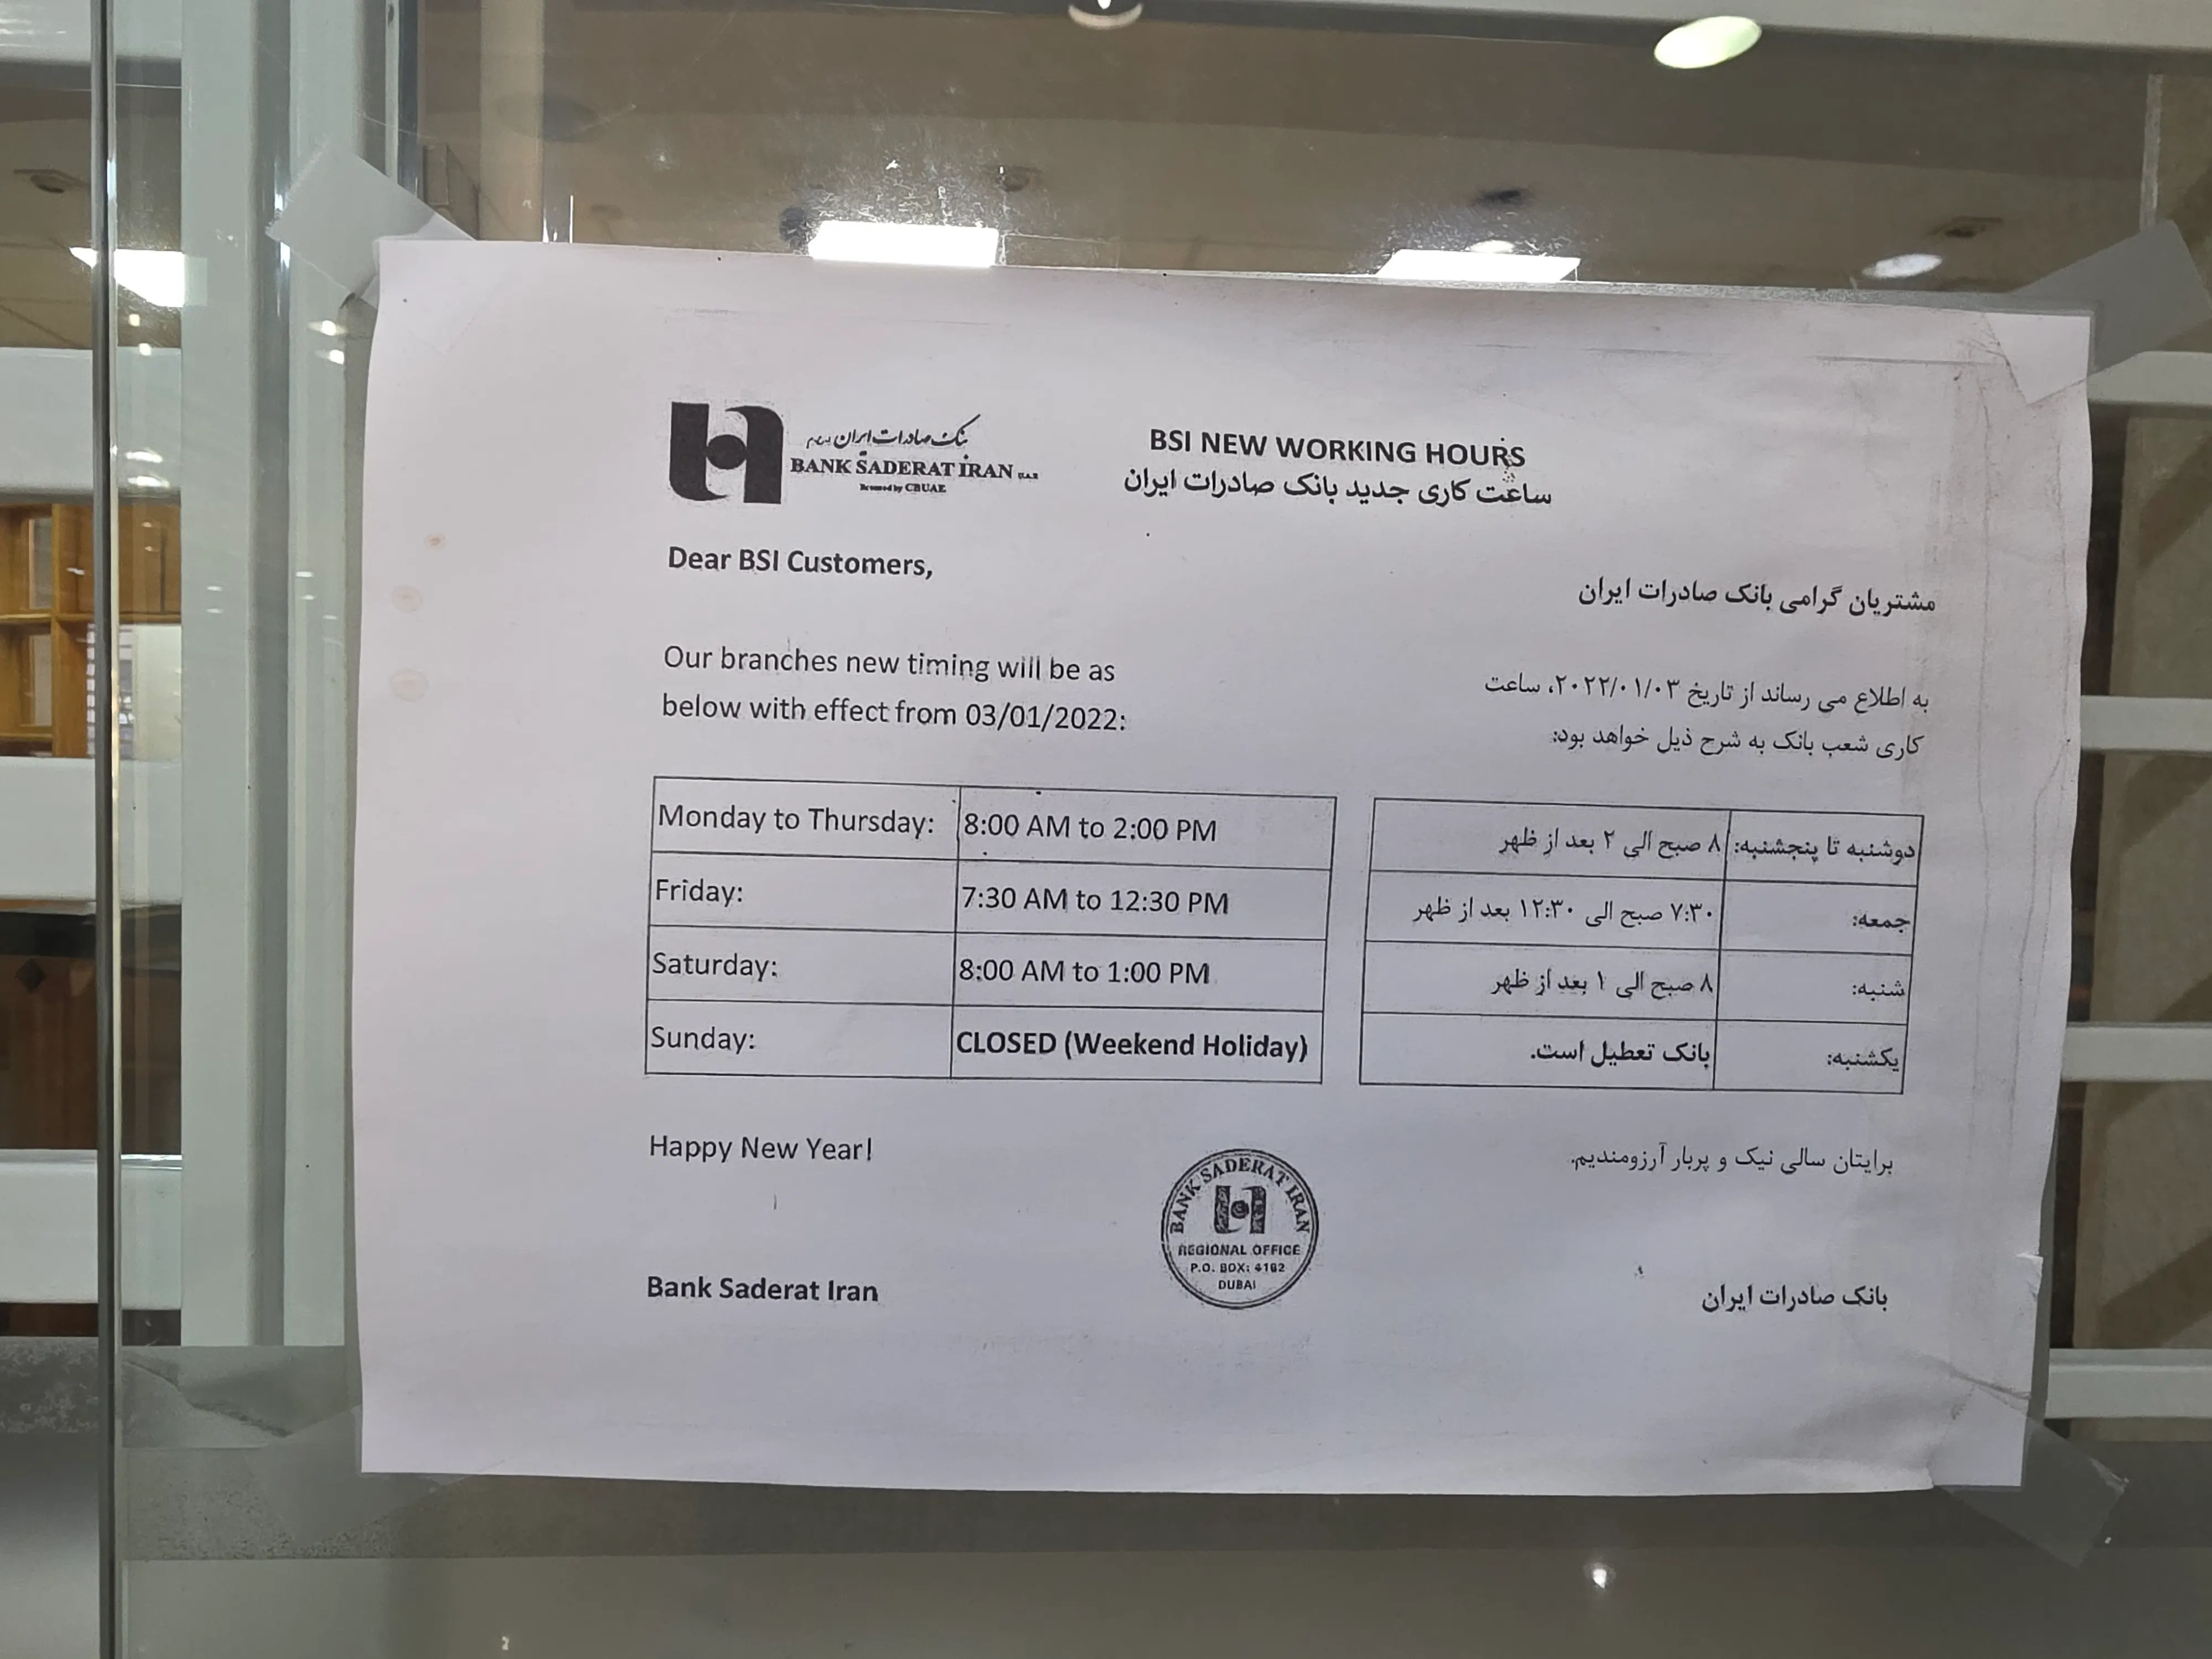 بانک صادرات ایران
BANK SADERAT IRAN
by CBUAE
BSI NEW WORKING HOURS
ساعت کاری جدید بانک صادرات ایران
Dear BSI Customers,
Our branches new timing will be as
below with effect from 03/01/2022:
Monday to Thursday: 8:00 AM to 2:00 PM
Friday: 7:30 AM to 12:30 PM
Saturday: 8:00 AM to 1:00 PM
Sunday: CLOSED (Weekend Holiday)
Happy New Year!
Bank Saderat Iran
مشتریان گرامی بانک صادرات ایران
به اطلاع می رساند از تاریخ ۲۰۲۲/۰۱/۰۳، ساعت
کاری شعب بانک به شرح ذیل خواهد بود:
دوشنبه تا پنجشنبه: ۸ صبح الی ۲ بعد از ظهر
جمعه: ۷:۳۰ صبح الی ۱۲:۳۰ بعد از ظهر
شنبه: ۸ صبح الی ۱ بعد از ظهر
یکشنبه: بانک تعطیل است.
برایتان سالی نیک و پربار آرزومندیم.
بانک صادرات ایران
BANK SADERAT IRAN
REGIONAL OFFICE
P.O. BOX: 4182
DUBAI